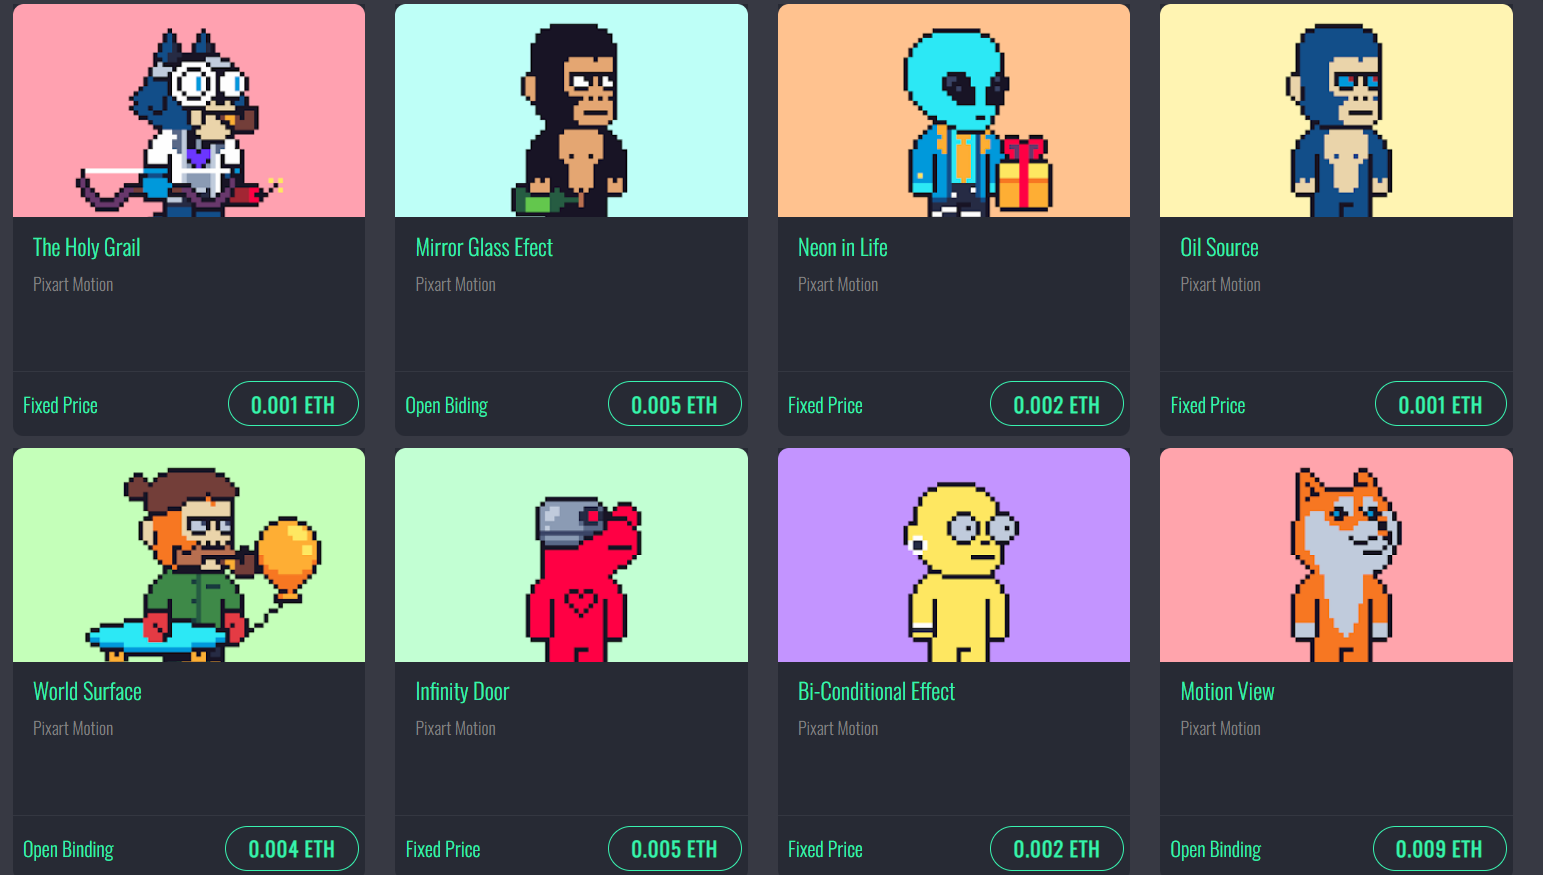 The Holy Grail
Pixart Motion
Fixed Price
0.001 ETH
Mirror Glass Efect
Pixart Motion
Open Biding
0.005 ETH
Neon in Life
Pixart Motion
Fixed Price
0.002 ETH
Oil Source
Pixart Motion
Fixed Price
0.001 ETH
World Surface
Pixart Motion
Open Binding
0.004 ETH
Infinity Door
Pixart Motion
Fixed Price
0.005 ETH
Bi-Conditional Effect
Pixart Motion
Fixed Price
0.002 ETH
Motion View
Pixart Motion
Open Binding
0.009 ETH